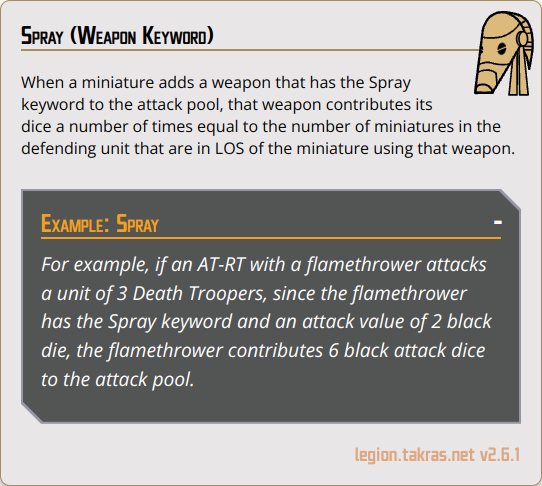 Spray (Weapon Keyword)
When a miniature adds a weapon that has the Spray
keyword to the attack pool, that weapon contributes its
dice a number of times equal to the number of miniatures in the
defending unit that are in LOS of the miniature using that weapon.
Example: Spray -
For example, if an AT-RT with a flamethrower attacks
a unit of 3 Death Troopers, since the flamethrower
has the Spray keyword and an attack value of 2 black
die, the flamethrower contributes 6 black attack dice
to the attack pool.
legion.takras.net v2.6.1